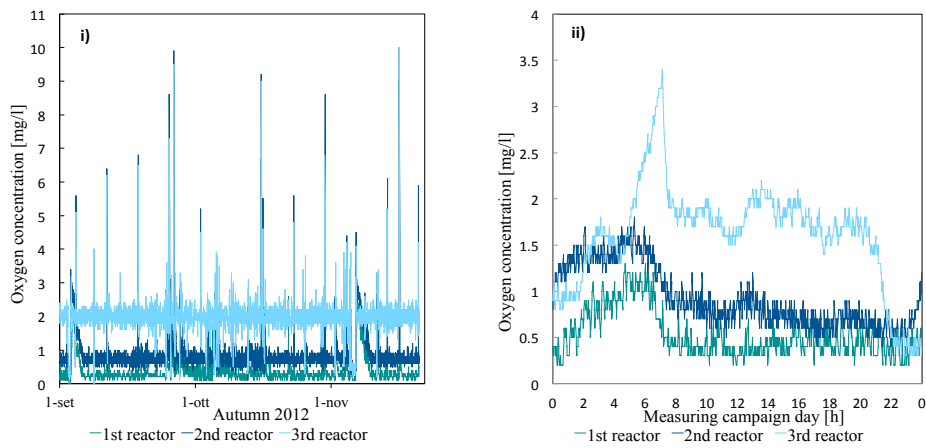 i)
Oxygen concentration [mg/l]
11
10
9
8
7
6
5
4
3
2
1
0
1-set 1-ott 1-nov
Autumn 2012
1st reactor 2nd reactor 3rd reactor
ii)
Oxygen concentration [mg/l]
4
3.5
3
2.5
2
1.5
1
0.5
0
0 2 4 6 8 10 12 14 16 18 20 22 24
Measuring campaign day [h]
1st reactor 2nd reactor 3rd reactor